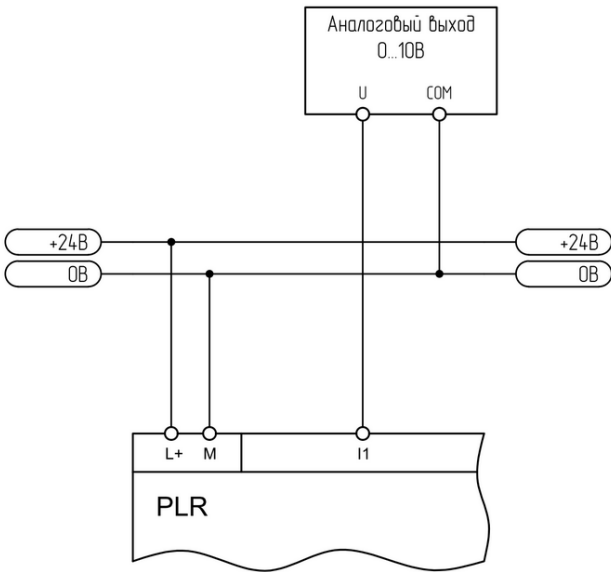 Аналоговый выход
0...10В
U COM
+24В +24В
0В 0В
L+ M I1
PLR